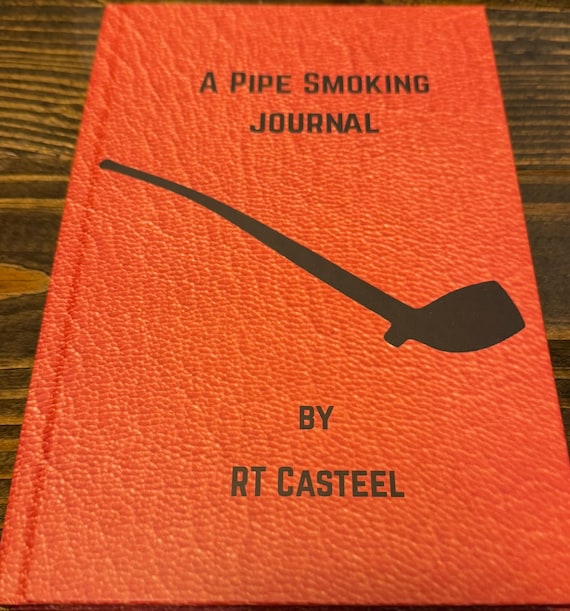 A Pipe Smoking
Journal
by
RT Casteel